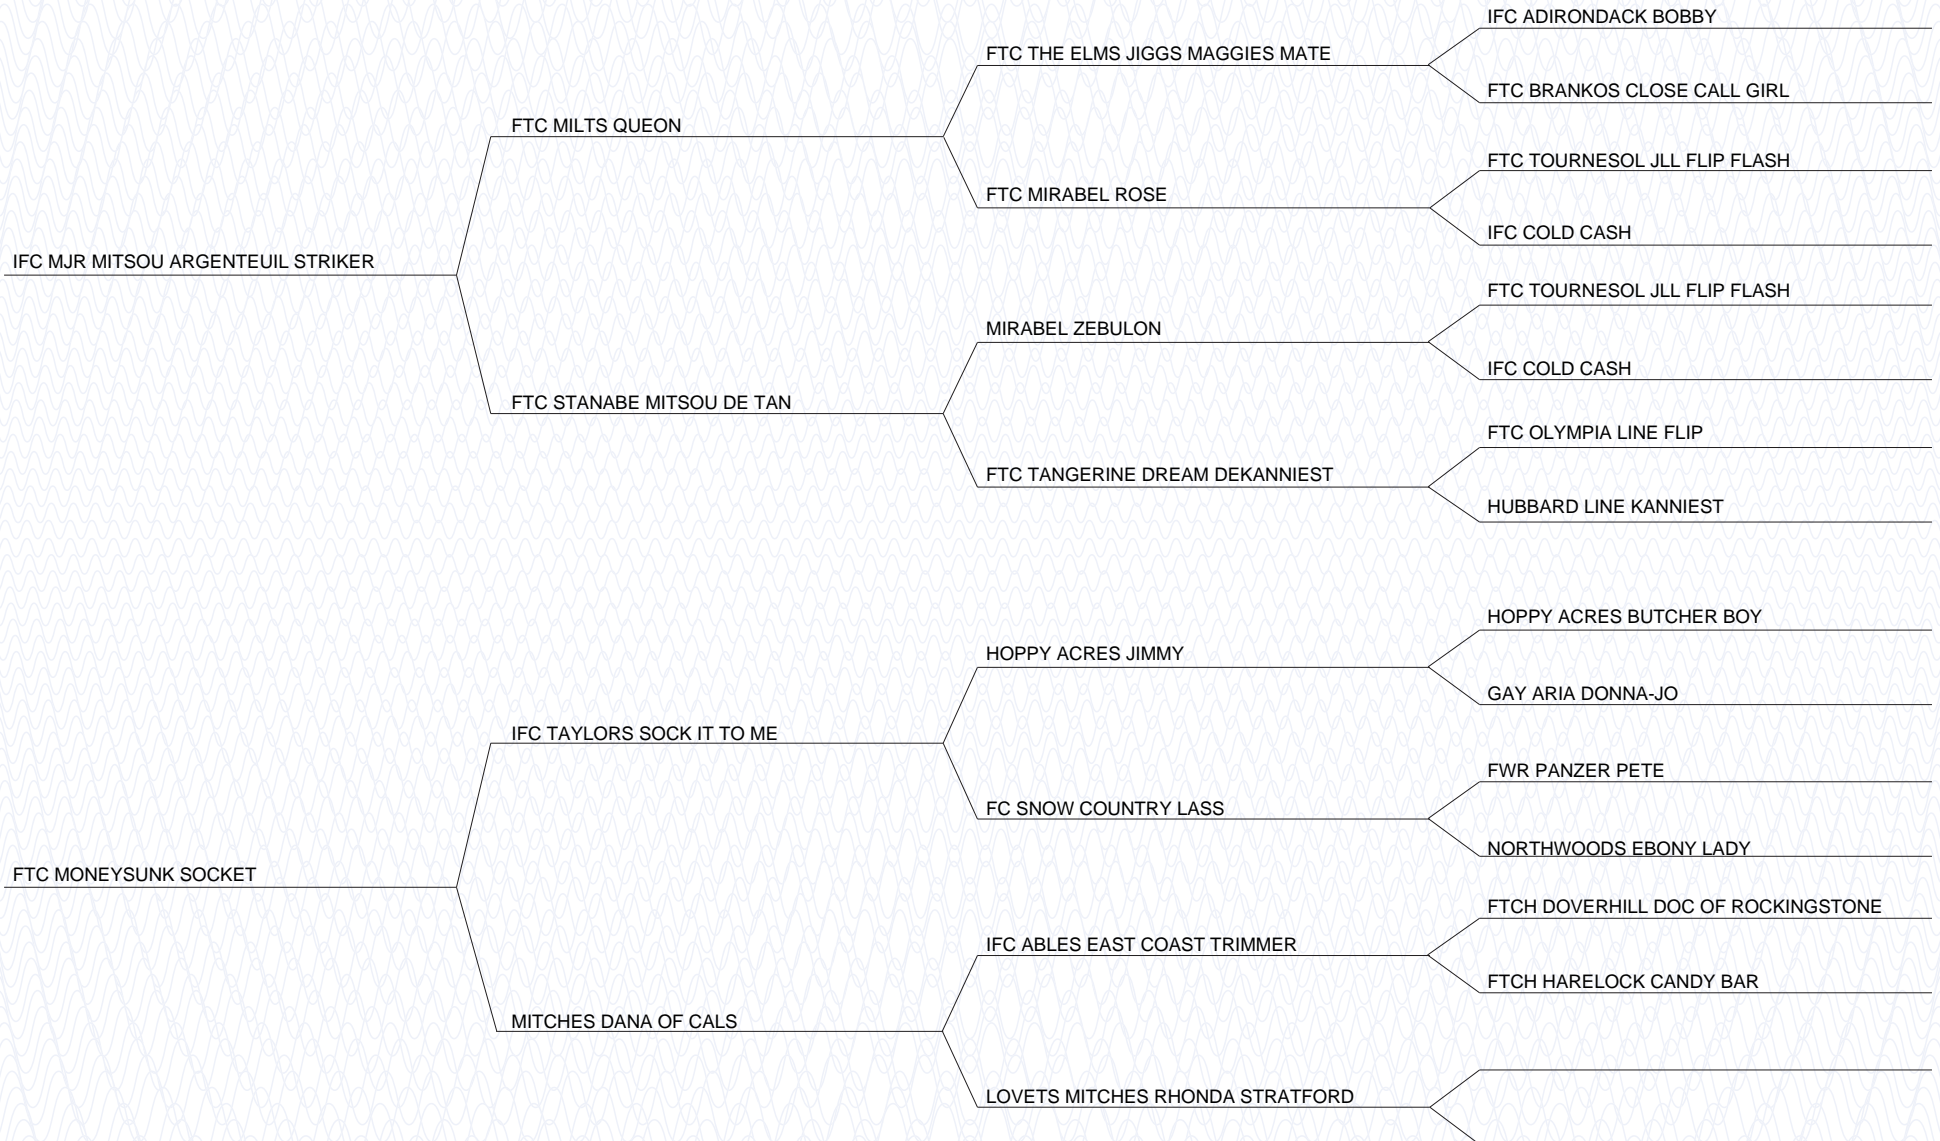 IFC ADIRONDACK BOBBY
FTC THE ELMS JIGGS MAGGIES MATE
FTC BRANKOS CLOSE CALL GIRL
FTC MILTS QUEON
FTC TOURNESOL JLL FLIP FLASH
FTC MIRABEL ROSE
IFC COLD CASH
IFC MJR MITSOU ARGENTEUIL STRIKER
FTC TOURNESOL JLL FLIP FLASH
MIRABEL ZEBULON
IFC COLD CASH
FTC STANABE MITSOU DE TAN
FTC OLYMPIA LINE FLIP
FTC TANGERINE DREAM DEKANNIEST
HUBBARD LINE KANNIEST
HOPPY ACRES BUTCHER BOY
HOPPY ACRES JIMMY
GAY ARIA DONNA-JO
IFC TAYLORS SOCK IT TO ME
FWR PANZER PETE
FC SNOW COUNTRY LASS
NORTHWOODS EBONY LADY
FTC MONEYSUNK SOCKET
FTCH DOVERHILL DOC OF ROCKINGSTONE
IFC ABLES EAST COAST TRIMMER
FTCH HARELOCK CANDY BAR
MITCHES DANA OF CALS
LOVETS MITCHES RHONDA STRATFORD